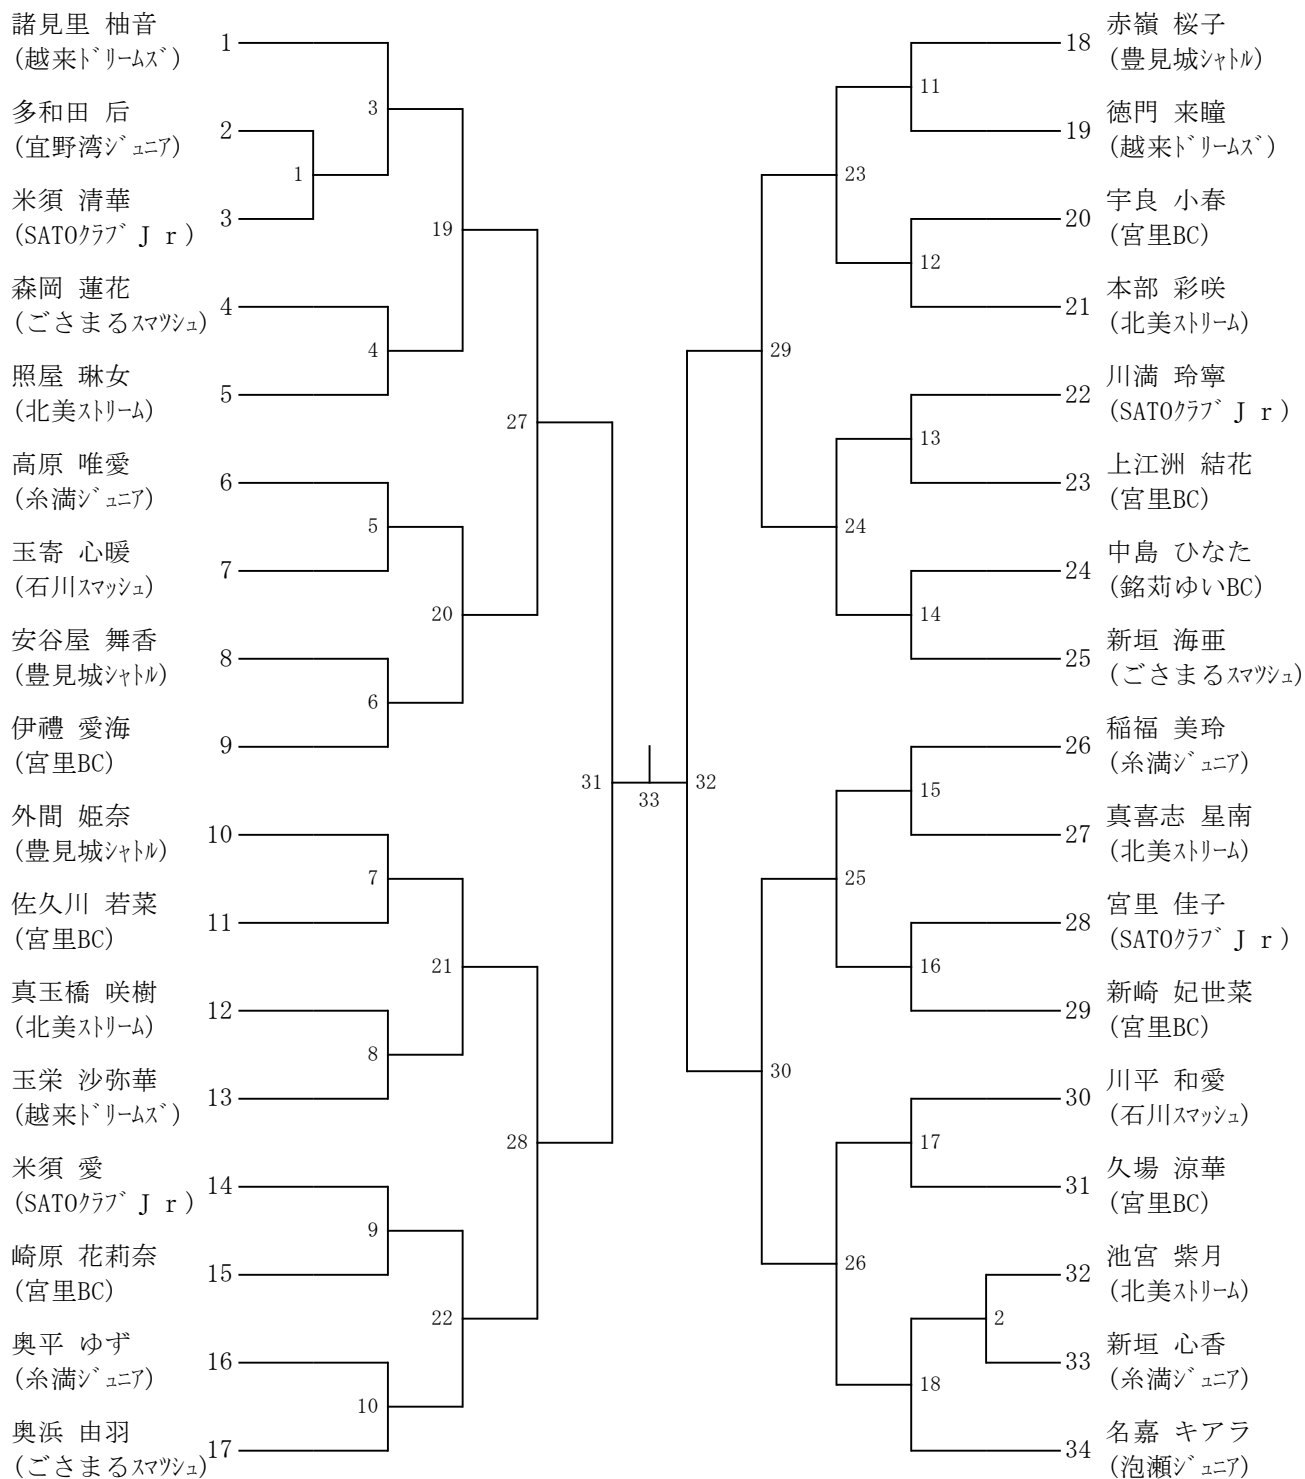 諸見里 柚音
1
(越来ﾄﾞﾘｰﾑｽﾞ)
多和田 后
2
(宜野湾ｼﾞｭﾆｱ)
米須 清華
3
(SATOｸﾗﾌﾞＪｒ)
森岡 蓮花
4
(ごさまるｽﾏﾂｼｭ)
照屋 琳女
5
(北美ｽﾄﾘｰﾑ)
高原 唯愛
6
(糸満ｼﾞｭﾆｱ)
玉寄 心暖
7
(石川ｽﾏｯｼｭ)
安谷屋 舞香
8
(豊見城ｼｬﾄﾙ)
伊禮 愛海
9
(宮里BC)
外間 姫奈
10
(豊見城ｼｬﾄﾙ)
佐久川 若菜
11
(宮里BC)
真玉橋 咲樹
12
(北美ｽﾄﾘｰﾑ)
玉栄 沙弥華
13
(越来ﾄﾞﾘｰﾑｽﾞ)
米須 愛
14
(SATOｸﾗﾌﾞＪｒ)
崎原 花莉奈
15
(宮里BC)
奥平 ゆず
16
(糸満ｼﾞｭﾆｱ)
奥浜 由羽
17
(ごさまるｽﾏﾂｼｭ)
1
3
4
5
6
7
8
9
10
19
20
21
22
27
28
31
33
32
29
30
23
24
25
26
11
12
13
14
15
16
17
18
2
赤嶺 桜子
18
(豊見城ｼｬﾄﾙ)
徳門 来瞳
19
(越来ﾄﾞﾘｰﾑｽﾞ)
宇良 小春
20
(宮里BC)
本部 彩咲
21
(北美ｽﾄﾘｰﾑ)
川満 玲寧
22
(SATOｸﾗﾌﾞＪｒ)
上江洲 結花
23
(宮里BC)
中島 ひなた
24
(銘苅ゆいBC)
新垣 海亜
25
(ごさまるｽﾏﾂｼｭ)
稲福 美玲
26
(糸満ｼﾞｭﾆｱ)
真喜志 星南
27
(北美ｽﾄﾘｰﾑ)
宮里 佳子
28
(SATOｸﾗﾌﾞＪｒ)
新崎 妃世菜
29
(宮里BC)
川平 和愛
30
(石川ｽﾏｯｼｭ)
久場 涼華
31
(宮里BC)
池宮 紫月
32
(北美ｽﾄﾘｰﾑ)
新垣 心香
33
(糸満ｼﾞｭﾆｱ)
名嘉 キアラ
34
(泡瀬ｼﾞｭﾆｱ)